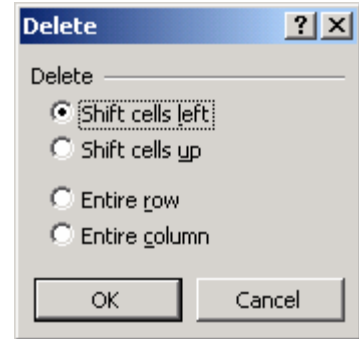 Delete
Delete
Shift cells left
Shift cells up
Entire row
Entire column
OK Cancel